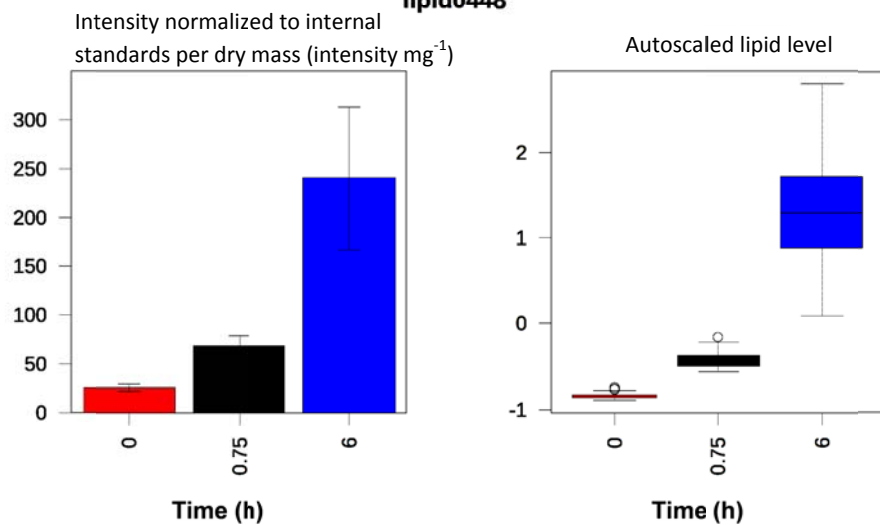 lipid0448
Intensity normalized to internal
standards per dry mass (intensity mg⁻¹)
Autoscaled lipid level
300
250
200
150
100
50
0
0
0.75
6
Time (h)
2
1
0
-1
0
0.75
6
Time (h)